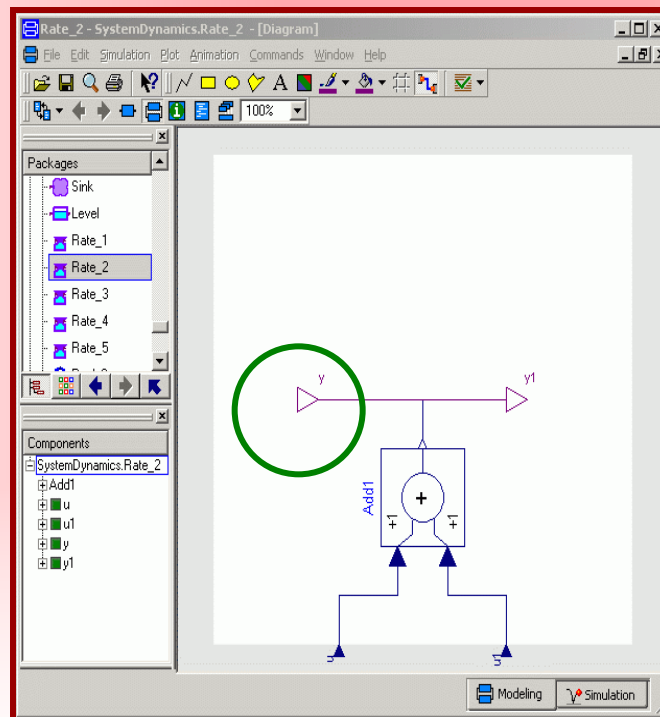 Rate_2 - SystemDynamics.Rate_2 - [Diagram]
File Edit Simulation Plot Animation Commands Window Help
100%
Packages
Sink
Level
Rate_1
Rate_2
Rate_3
Rate_4
Rate_5
Components
SystemDynamics.Rate_2
Add1
u
u1
y
y1
y
y1
Add1
+
+1
+1
Modeling
Simulation